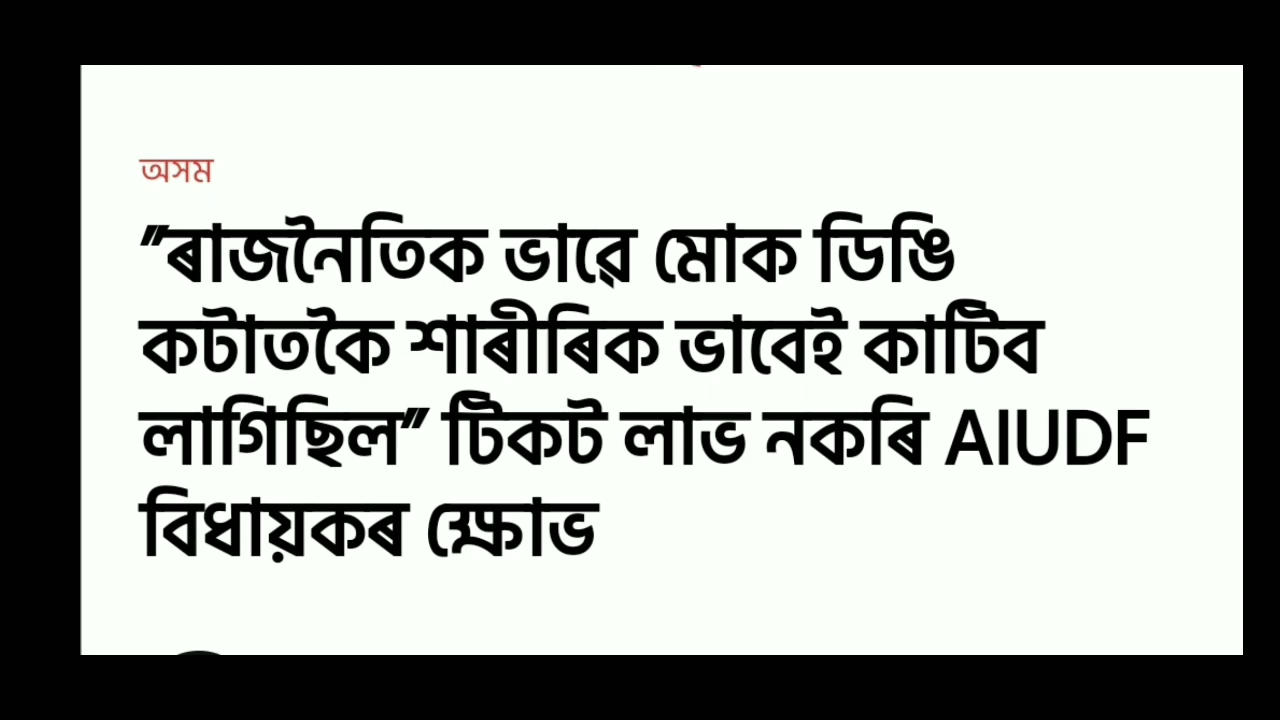 অসম
"ৰাজনৈতিক ভাৱে মোক ডিঙি
কটাতকৈ শাৰীৰিক ভাবেই কাটিব
লাগিছিল" টিকট লাভ নকৰি AIUDF
বিধায়কৰ ক্ষোভ